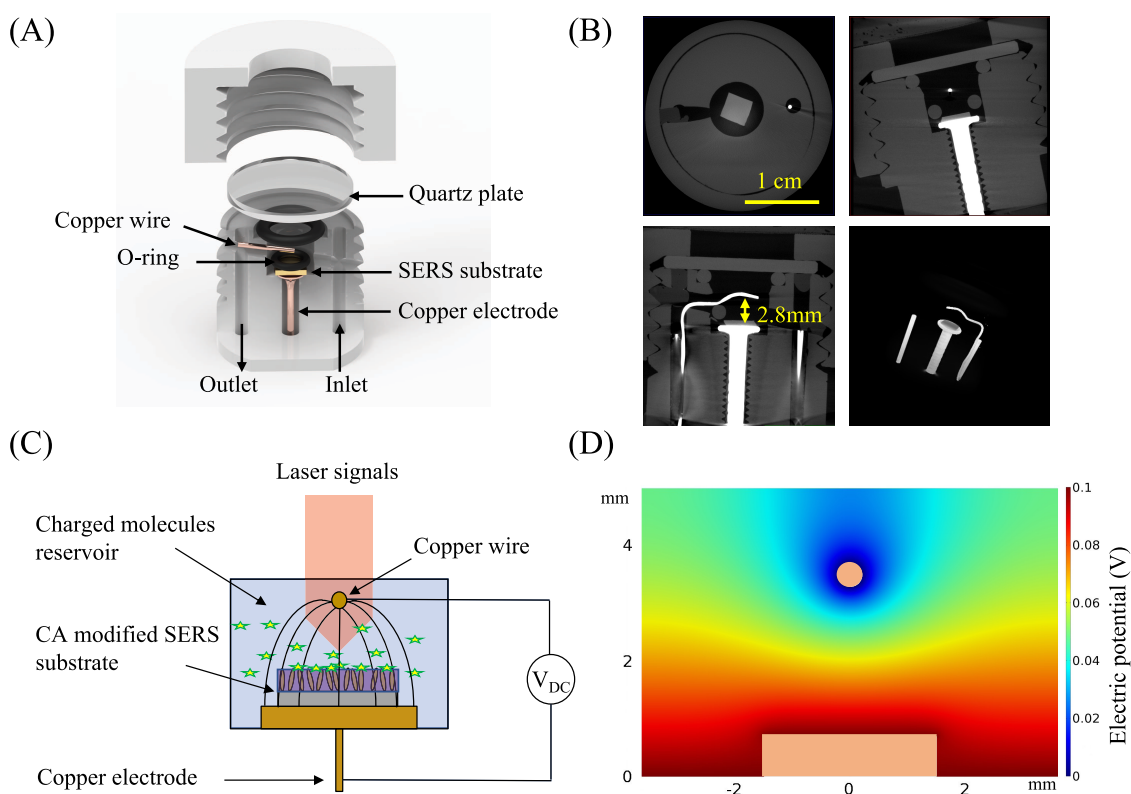 (A)
Quartz plate
Copper wire
O-ring
SERS substrate
Copper electrode
Outlet
Inlet
(B)
1 cm
2.8mm
(C)
Laser signals
Charged molecules
reservoir
Copper wire
CA modified SERS
substrate
VDC
Copper electrode
(D)
mm
4
2
0
-2
0
2
mm
0.1
0.08
0.06
0.04
0.02
0
Electric potential (V)